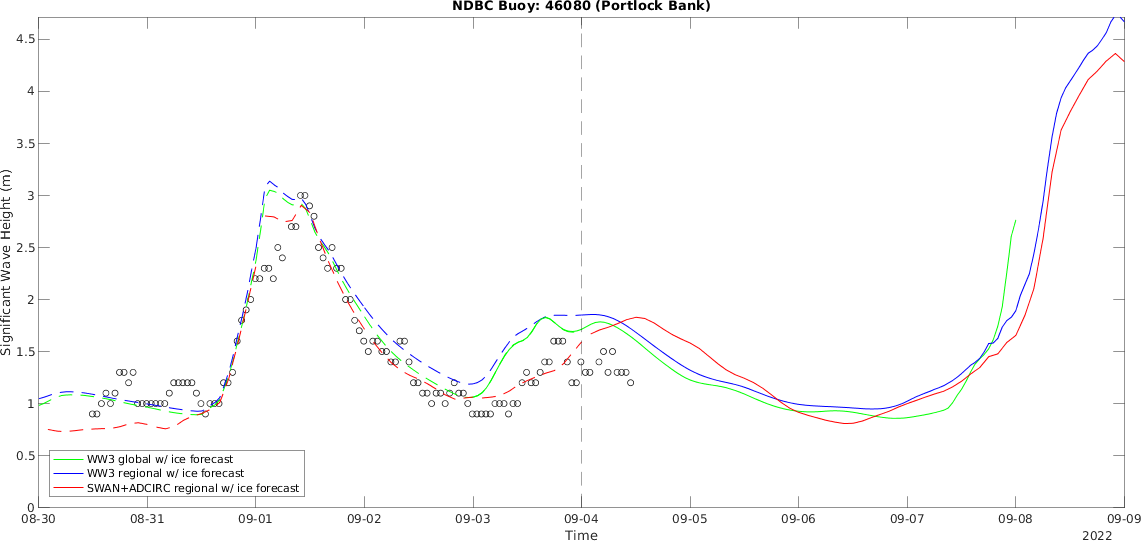 NDBC Buoy: 46080 (Portlock Bank)
4.5
4
3.5
3
2.5
2
1.5
1
0.5
0
Significant Wave Height (m)
WW3 global w/ ice forecast
WW3 regional w/ ice forecast
SWAN+ADCIRC regional w/ ice forecast
08-30 08-31 09-01 09-02 09-03 09-04 09-05 09-06 09-07 09-08 09-09
Time
2022